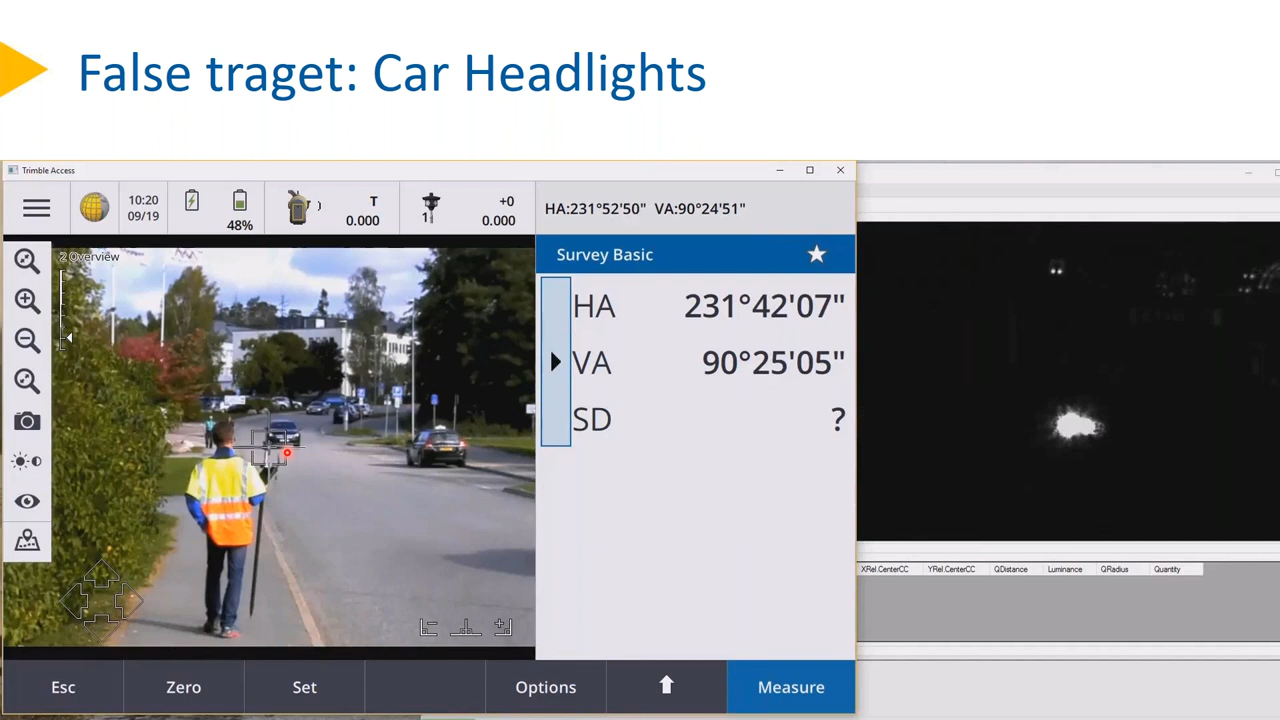 False traget: Car Headlights
Trimble Access
10:20
09/19
48%
T
0.000
1
+0
0.000
HA:231°52'50" VA:90°24'51"
2 Overview
Survey Basic
HA 231°42'07"
VA 90°25'05"
SD ?
XRel.CenterCC YRel.CenterCC QDistance Luminance QRadius Quantity
Esc Zero Set Options Measure